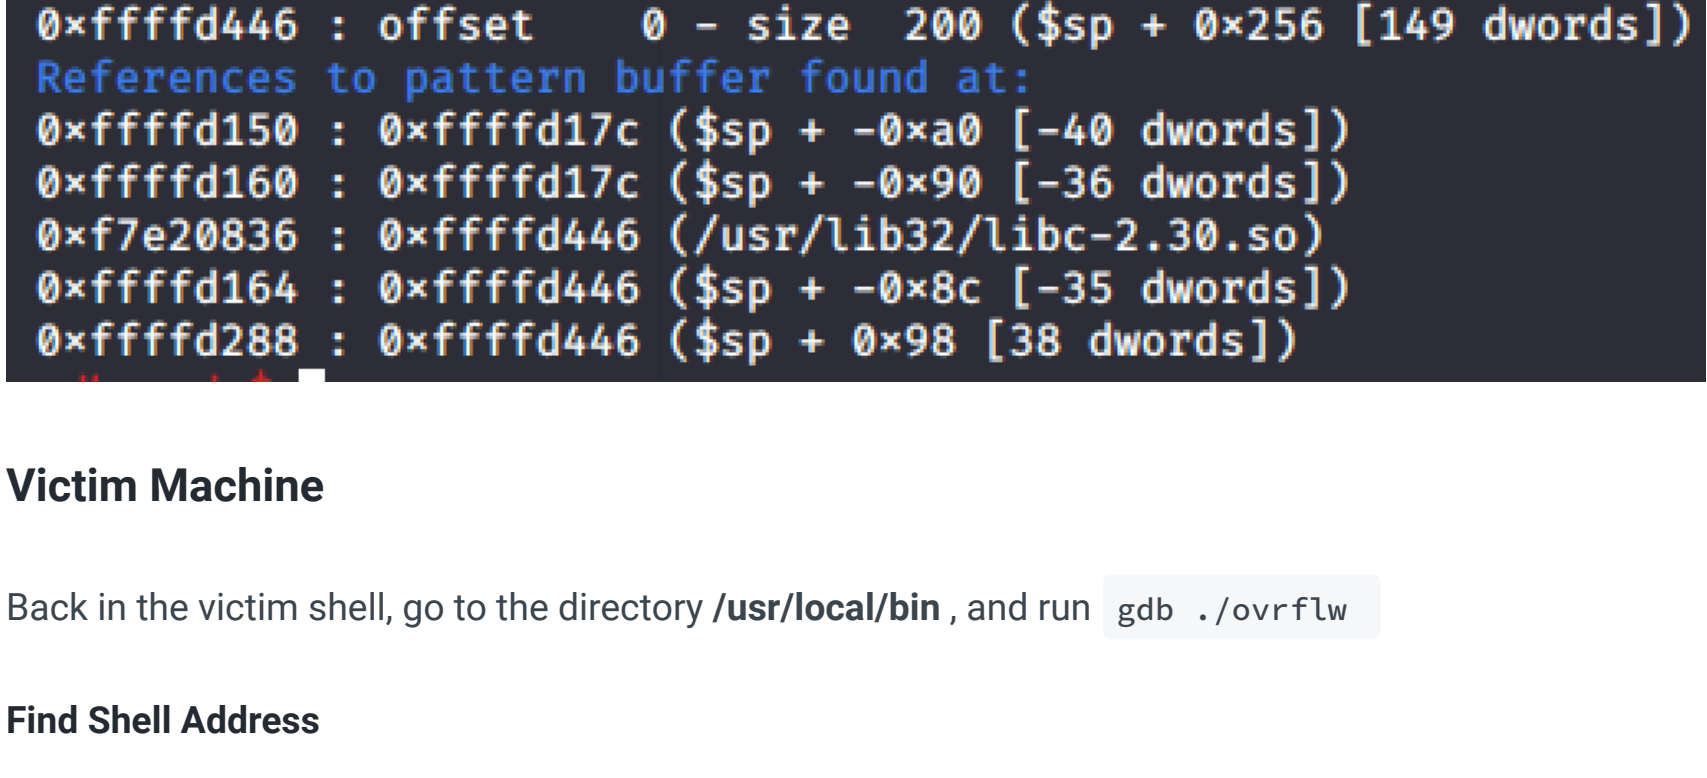 0xffffd446 : offset    0 - size  200 ($sp + 0x256 [149 dwords])
References to pattern buffer found at:
0xffffd150 : 0xffffd17c ($sp + -0xa0 [-40 dwords])
0xffffd160 : 0xffffd17c ($sp + -0x90 [-36 dwords])
0xf7e20836 : 0xffffd446 (/usr/lib32/libc-2.30.so)
0xffffd164 : 0xffffd446 ($sp + -0x8c [-35 dwords])
0xffffd288 : 0xffffd446 ($sp + 0x98 [38 dwords])
Victim Machine
Back in the victim shell, go to the directory /usr/local/bin , and run gdb ./ovrflw
Find Shell Address